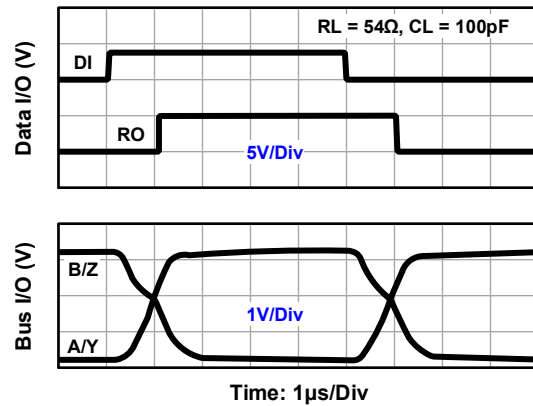 RL = 54Ω, CL = 100pF
Data I/O (V)
DI
RO
5V/Div
Bus I/O (V)
B/Z
1V/Div
A/Y
Time: 1µs/Div